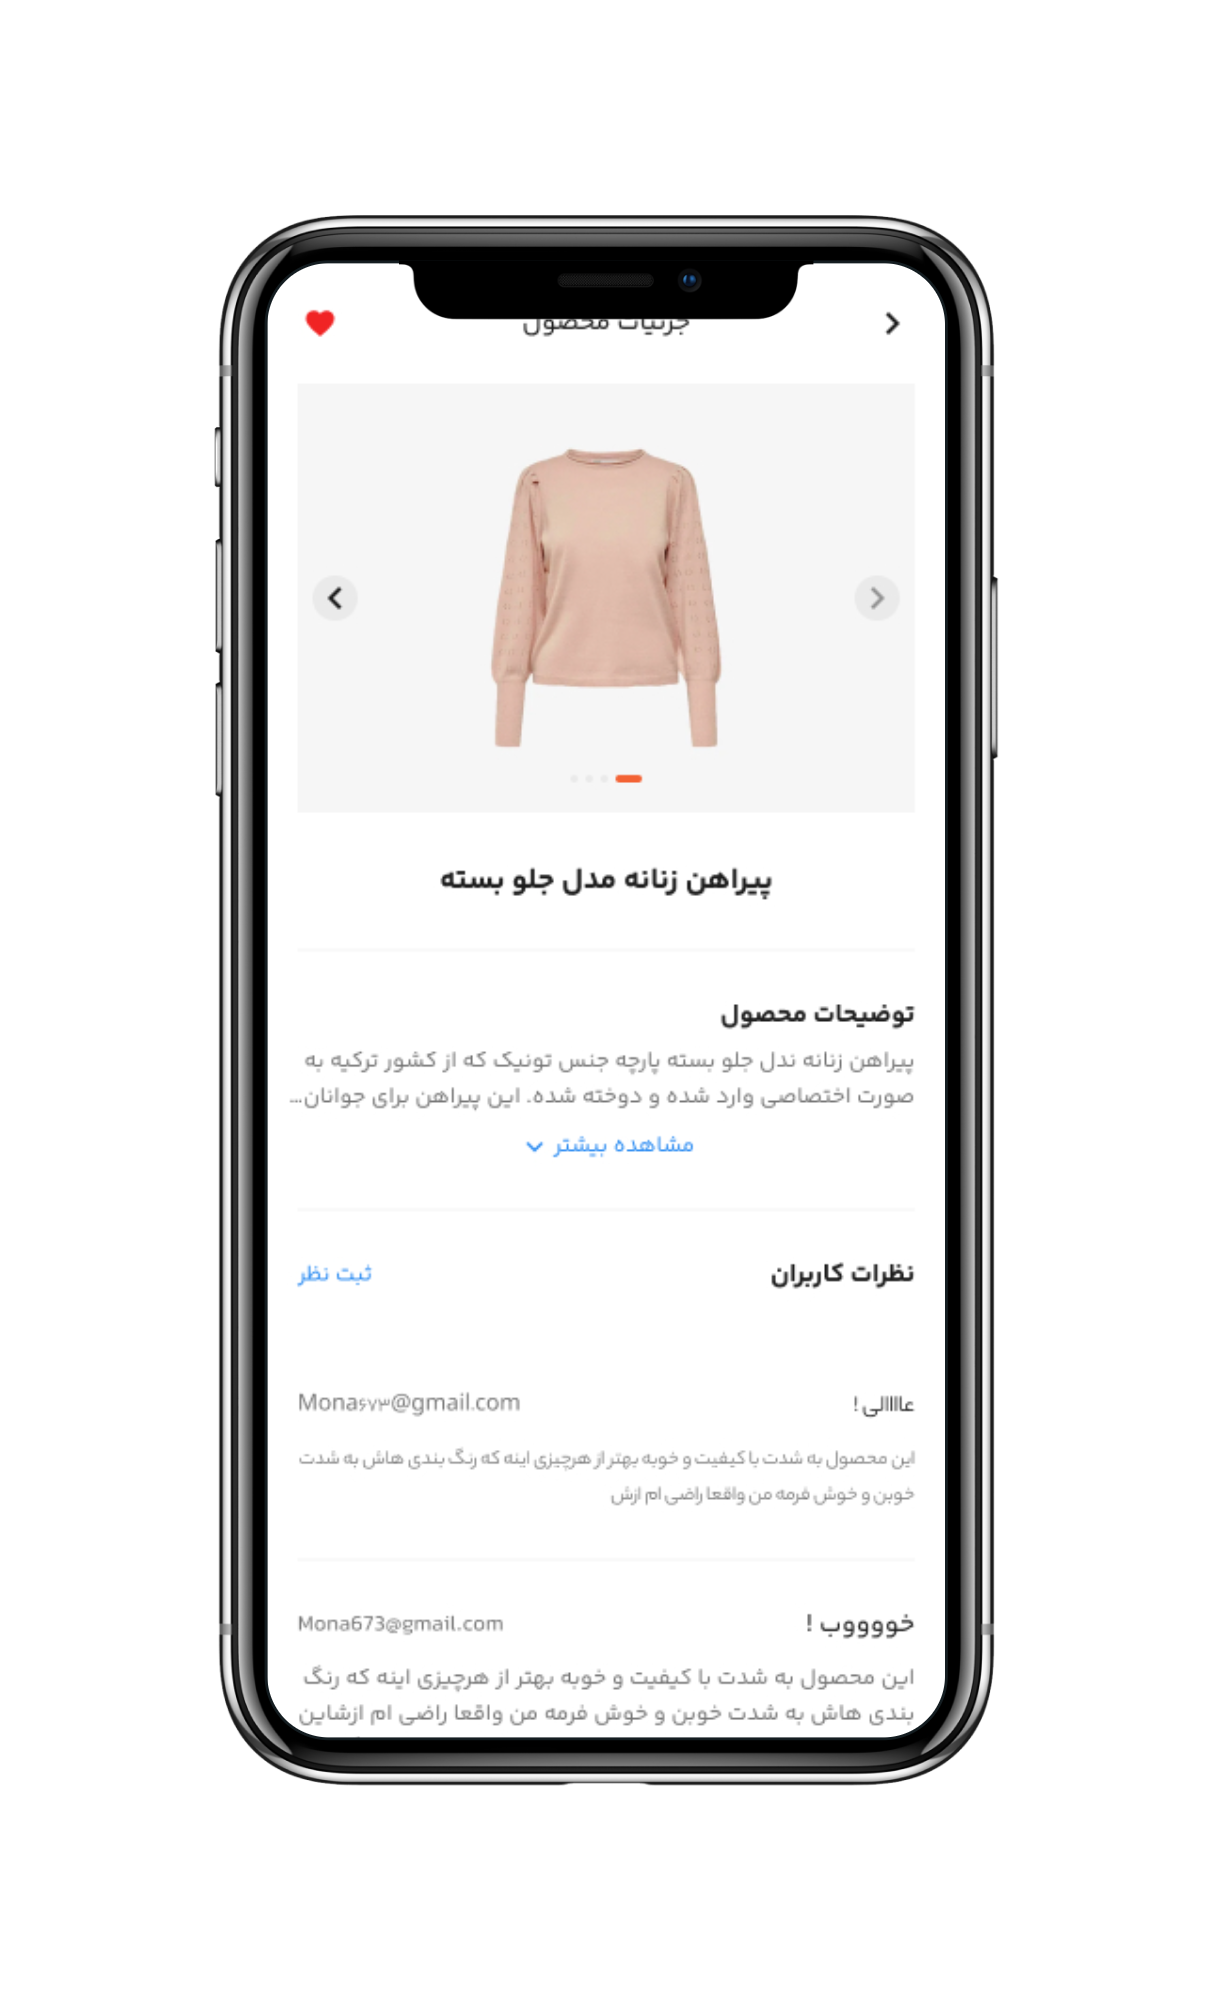 جزئیات محصول
پیراهن زنانه مدل جلو بسته
توضیحات محصول
پیراهن زنانه ندل جلو بسته پارچه جنس تونیک که از کشور ترکیه به
صورت اختصاصی وارد شده و دوخته شده. این پیراهن برای جوانان...
مشاهده بیشتر
نظرات کاربران
ثبت نظر
عاااالی !
Mona۶۷۳@gmail.com
این محصول به شدت با کیفیت و خوبه بهتر از هرچیزی اینه که رنگ بندی هاش به شدت
خوبن و خوش فرمه من واقعا راضی ام ازش
خووووب !
Mona673@gmail.com
این محصول به شدت با کیفیت و خوبه بهتر از هرچیزی اینه که رنگ
بندی هاش به شدت خوبن و خوش فرمه من واقعا راضی ام ازشاین